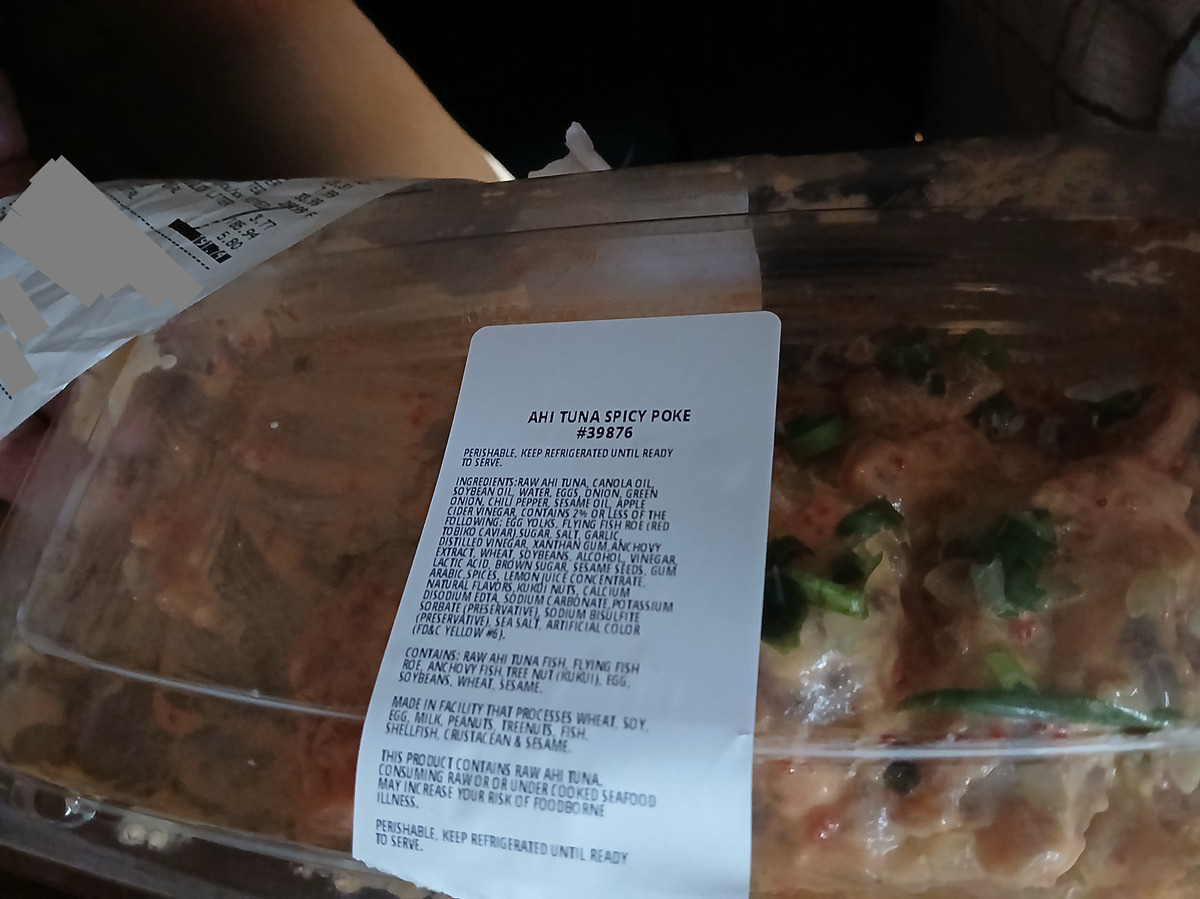 3.77
86.94
5.80
AHI TUNA SPICY POKE
#39876
PERISHABLE, KEEP REFRIGERATED UNTIL READY
TO SERVE.
INGREDIENTS:RAW AHI TUNA, CANOLA OIL,
SOYBEAN OIL, WATER, EGGS, ONION, GREEN
ONION, CHILI PEPPER, SESAME OIL, APPLE
CIDER VINEGAR, CONTAINS 2% OR LESS OF THE
FOLLOWING: EGG YOLKS, FLYING FISH ROE (RED
TOBIKO CAVIAR),SUGAR, SALT, GARLIC,
DISTILLED VINEGAR, XANTHAN GUM,ANCHOVY
EXTRACT, WHEAT, SOYBEANS, ALCOHOL, VINEGAR,
LACTIC ACID, BROWN SUGAR, SESAME SEEDS, GUM
ARABIC,SPICES, LEMON JUICE CONCENTRATE,
NATURAL FLAVORS,KUKUI NUTS, CALCIUM
DISODIUM EDTA, SODIUM CARBONATE,POTASSIUM
SORBATE (PRESERVATIVE), SODIUM BISULFITE
(PRESERVATIVE), SEA SALT, ARTIFICIAL COLOR
(FD&C YELLOW #6).
CONTAINS: RAW AHI TUNA FISH, FLYING FISH
ROE, ANCHOVY FISH,TREE NUT (KUKUI), EGG,
SOYBEANS, WHEAT, SESAME.
MADE IN FACILITY THAT PROCESSES WHEAT, SOY,
EGG, MILK, PEANUTS, TREENUTS, FISH,
SHELLFISH, CRUSTACEAN & SESAME.
THIS PRODUCT CONTAINS RAW AHI TUNA.
CONSUMING RAW OR OR UNDER COOKED SEAFOOD
MAY INCREASE YOUR RISK OF FOODBORNE
ILLNESS.
PERISHABLE, KEEP REFRIGERATED UNTIL READY
TO SERVE.